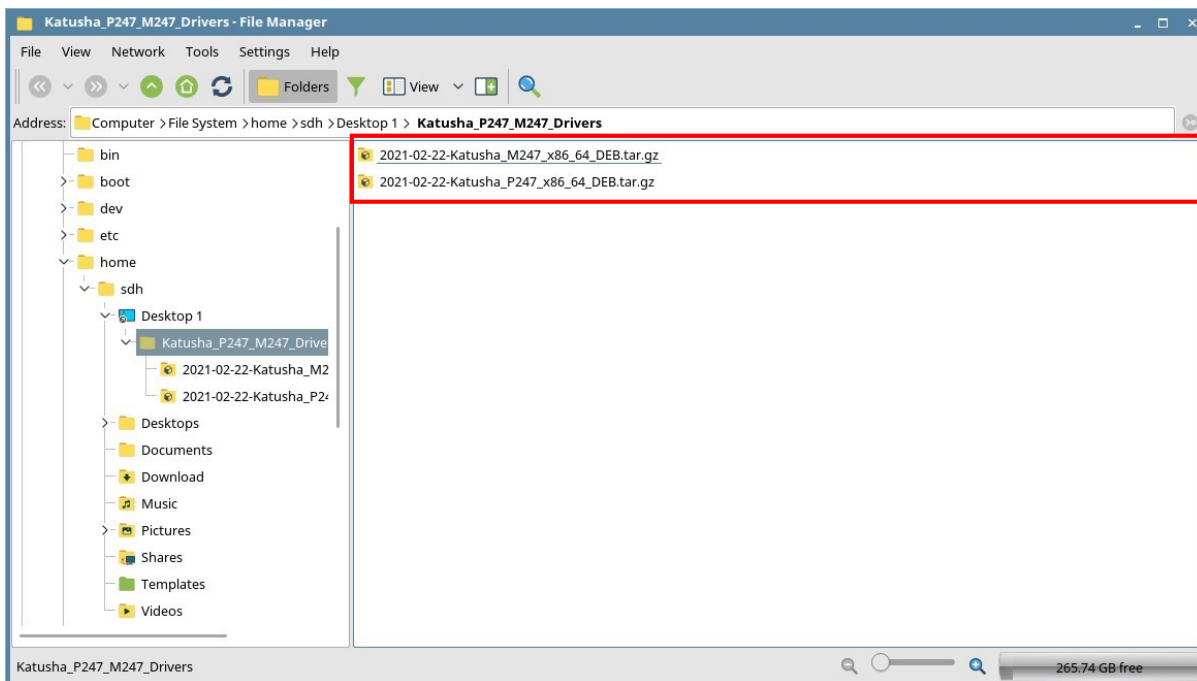 Katusha_P247_M247_Drivers - File Manager
File View Network Tools Settings Help
Folders View
Address: Computer >File System >home >sdh >Desktop 1 > Katusha_P247_M247_Drivers
bin
boot
dev
etc
home
sdh
Desktop 1
Katusha_P247_M247_Drive
2021-02-22-Katusha_M2
2021-02-22-Katusha_P24
Desktops
Documents
Download
Music
Pictures
Shares
Templates
Videos
2021-02-22-Katusha_M247_x86_64_DEB.tar.gz
2021-02-22-Katusha_P247_x86_64_DEB.tar.gz
Katusha_P247_M247_Drivers
265.74 GB free